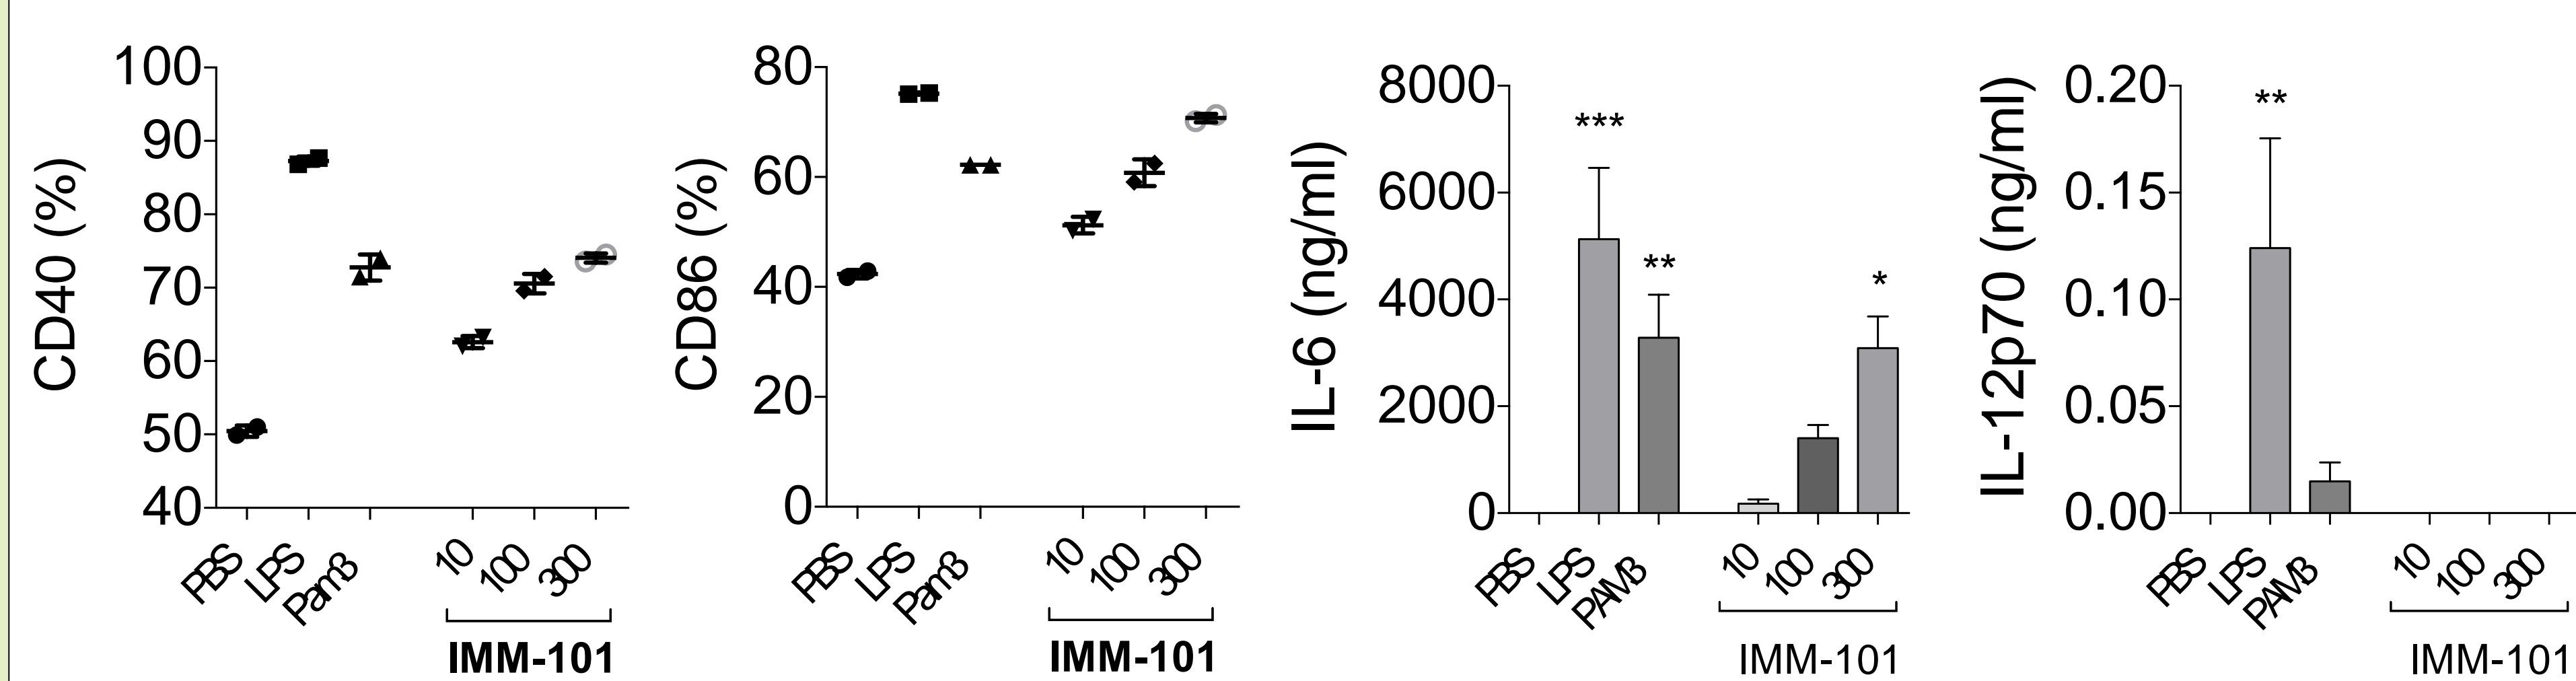 CD40 (%)
100
90
80
70
60
50
40
PBS
LPS
Pam3
10
100
300
IMM-101
CD86 (%)
80
60
40
20
0
PBS
LPS
Pam3
10
100
300
IMM-101
IL-6 (ng/ml)
8000
6000
4000
2000
0
***
**
*
PBS
LPS
PAM3
10
100
300
IMM-101
IL-12p70 (ng/ml)
0.20
0.15
0.10
0.05
0.00
**
PBS
LPS
PAM3
10
100
300
IMM-101